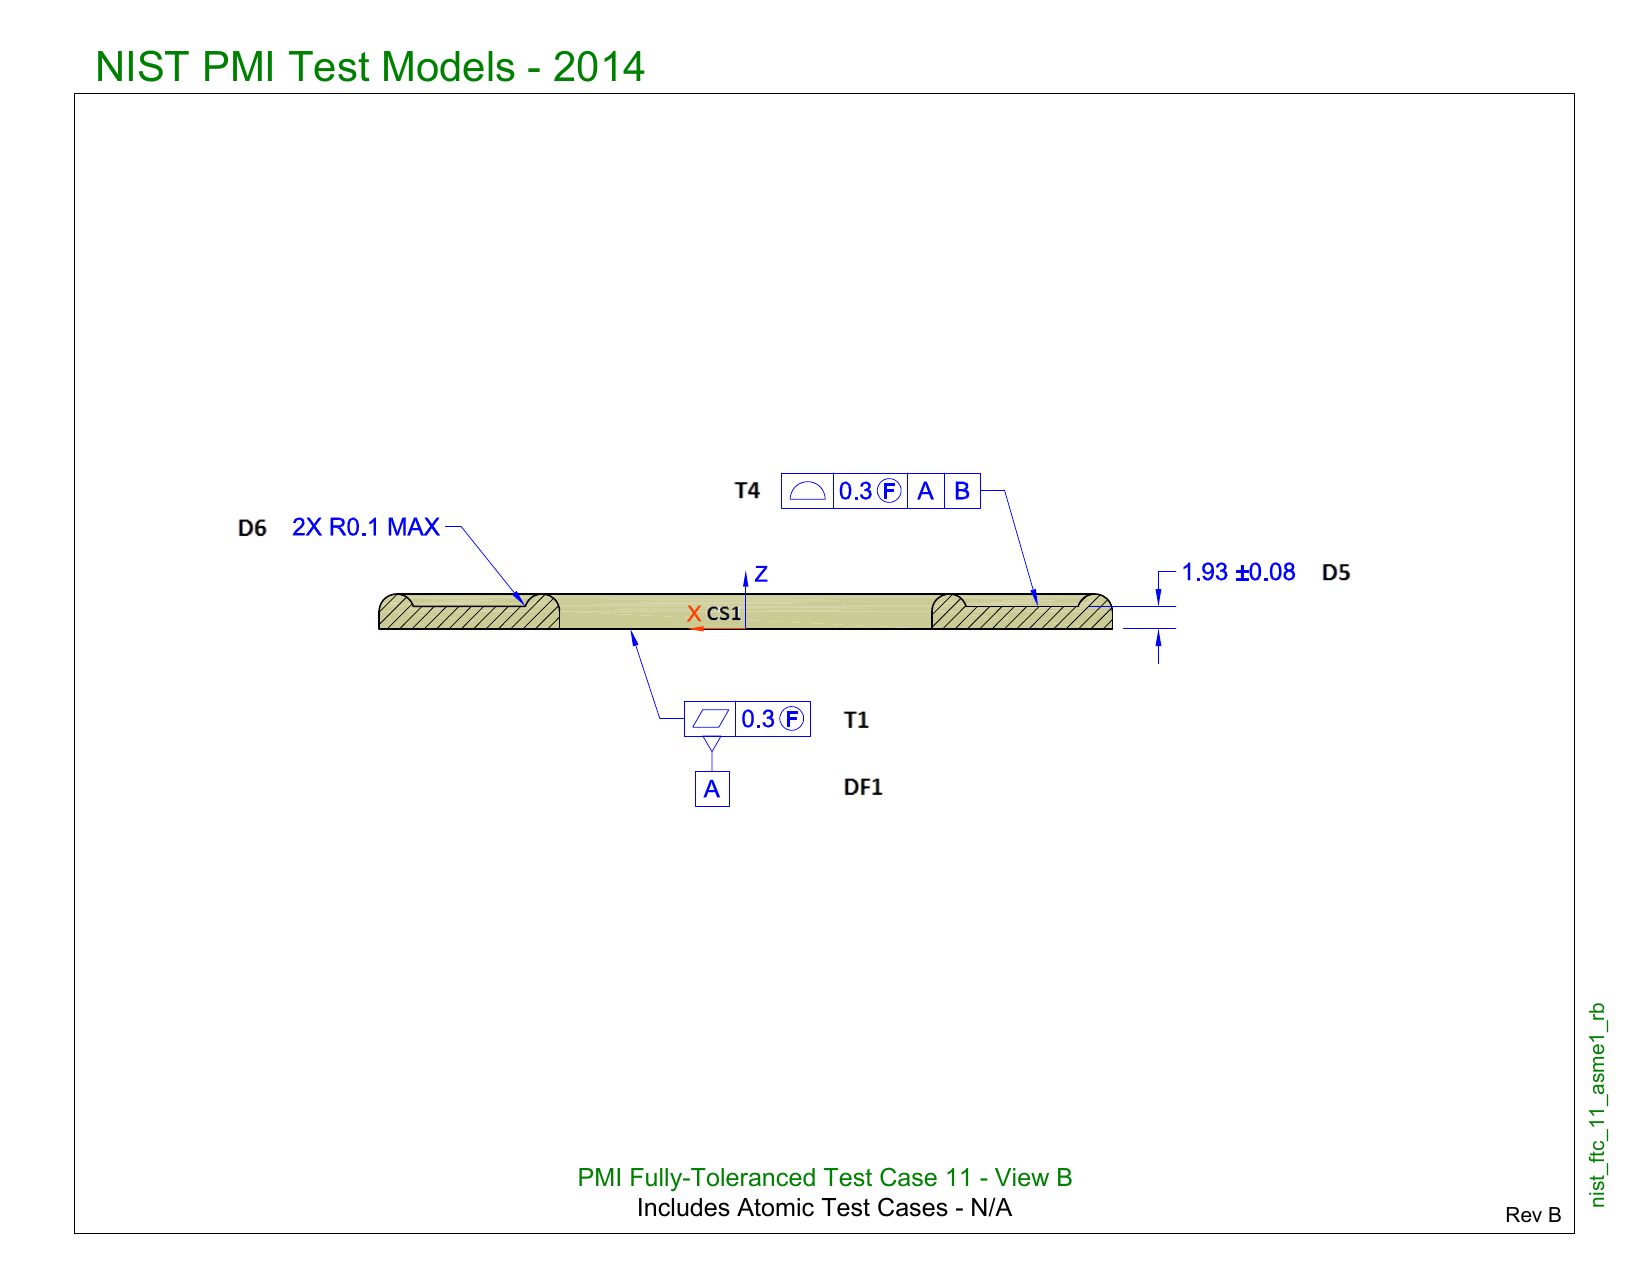 NIST PMI Test Models - 2014
T4 0.3 Ⓕ A B
D6 2X R0.1 MAX
1.93 ±0.08 D5
Z
X CS1
0.3 Ⓕ T1
A DF1
nist_ftc_11_asme1_rb
PMI Fully-Toleranced Test Case 11 - View B
Includes Atomic Test Cases - N/A
Rev B